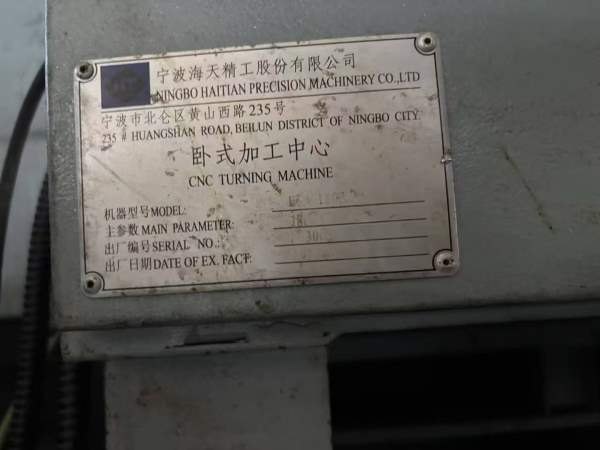 宁波海天精工股份有限公司
NINGBO HAITIAN PRECISION MACHINERY CO.,LTD
宁波市北仑区黄山西路235号
235 # HUANGSHAN ROAD, BEILUN DISTRICT OF NINGBO CITY
卧式加工中心
CNC TURNING MACHINE
机器型号MODEL:
主参数 MAIN PARAMETER:
出厂编号SERIAL NO.:
出厂日期DATE OF EX. FACT: